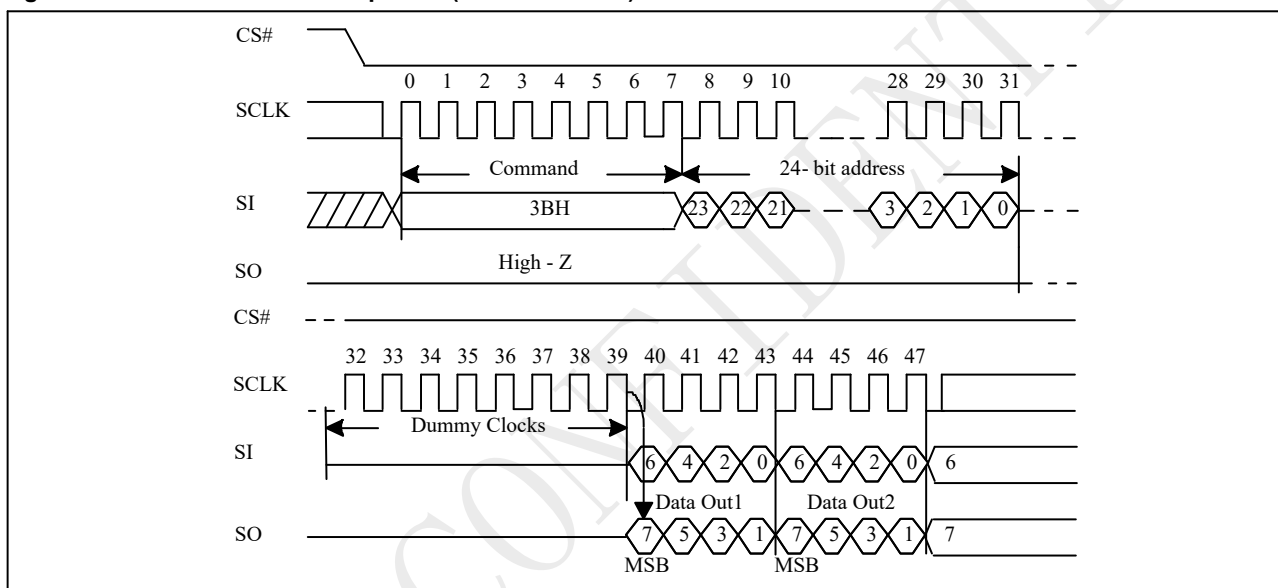 CS#
0 1 2 3 4 5 6 7 8 9 10 28 29 30 31
SCLK
Command 24- bit address
SI 3BH 23 22 21 3 2 1 0
High - Z
SO
CS#
32 33 34 35 36 37 38 39 40 41 42 43 44 45 46 47
SCLK
Dummy Clocks
SI 6 4 2 0 6 4 2 0 6
Data Out1 Data Out2
SO 7 5 3 1 7 5 3 1 7
MSB MSB
CONFIDENT